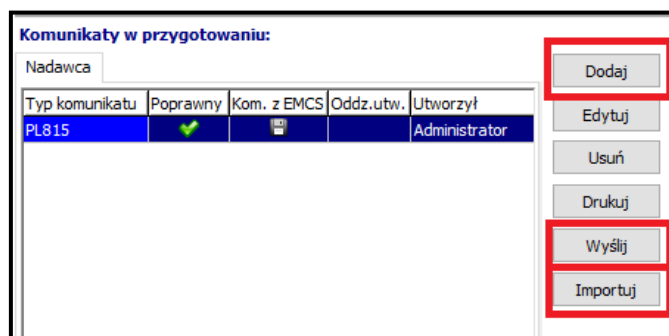 Komunikaty w przygotowaniu:
Nadawca
Typ komunikatu Poprawny Kom. z EMCS Oddz.utw. Utworzył
PL815 Administrator
Dodaj
Edytuj
Usuń
Drukuj
Wyślij
Importuj